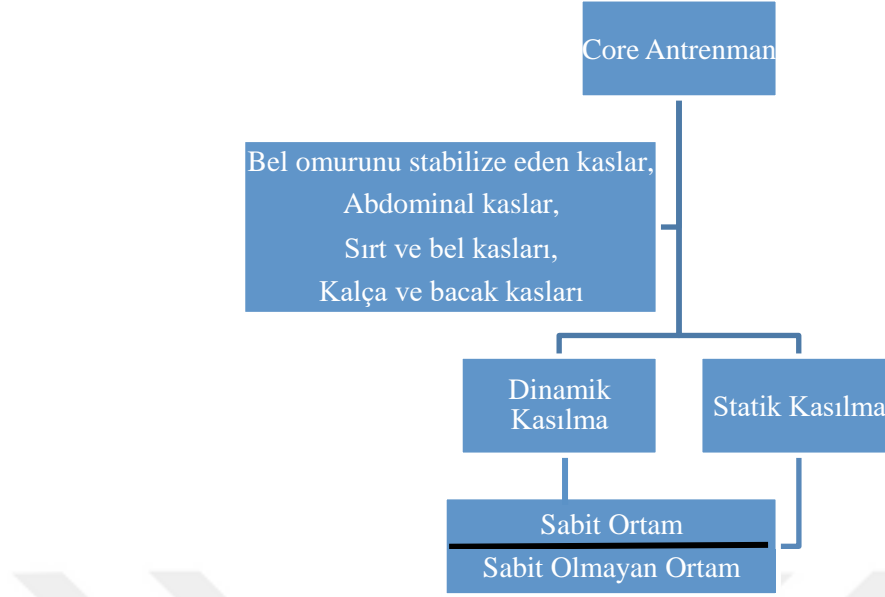 Core Antrenman
Bel omurunu stabilize eden kaslar,
Abdominal kaslar,
Sırt ve bel kasları,
Kalça ve bacak kasları
Dinamik
Kasılma
Statik Kasılma
Sabit Ortam
Sabit Olmayan Ortam